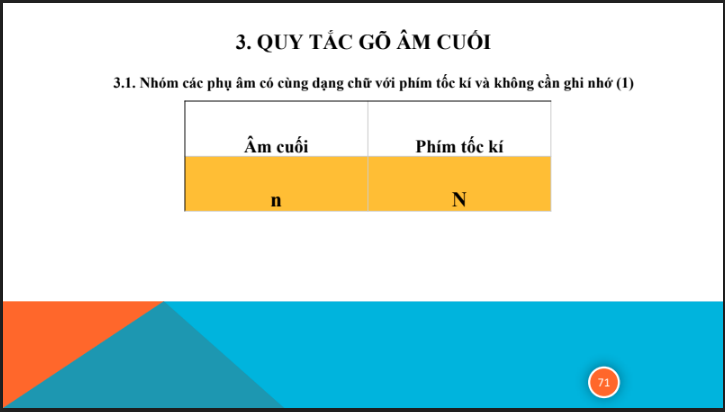 3. QUY TẮC GÕ ÂM CUỐI
3.1. Nhóm các phụ âm có cùng dạng chữ với phím tốc kí và không cần ghi nhớ (1)
Âm cuối Phím tốc kí
n N
71